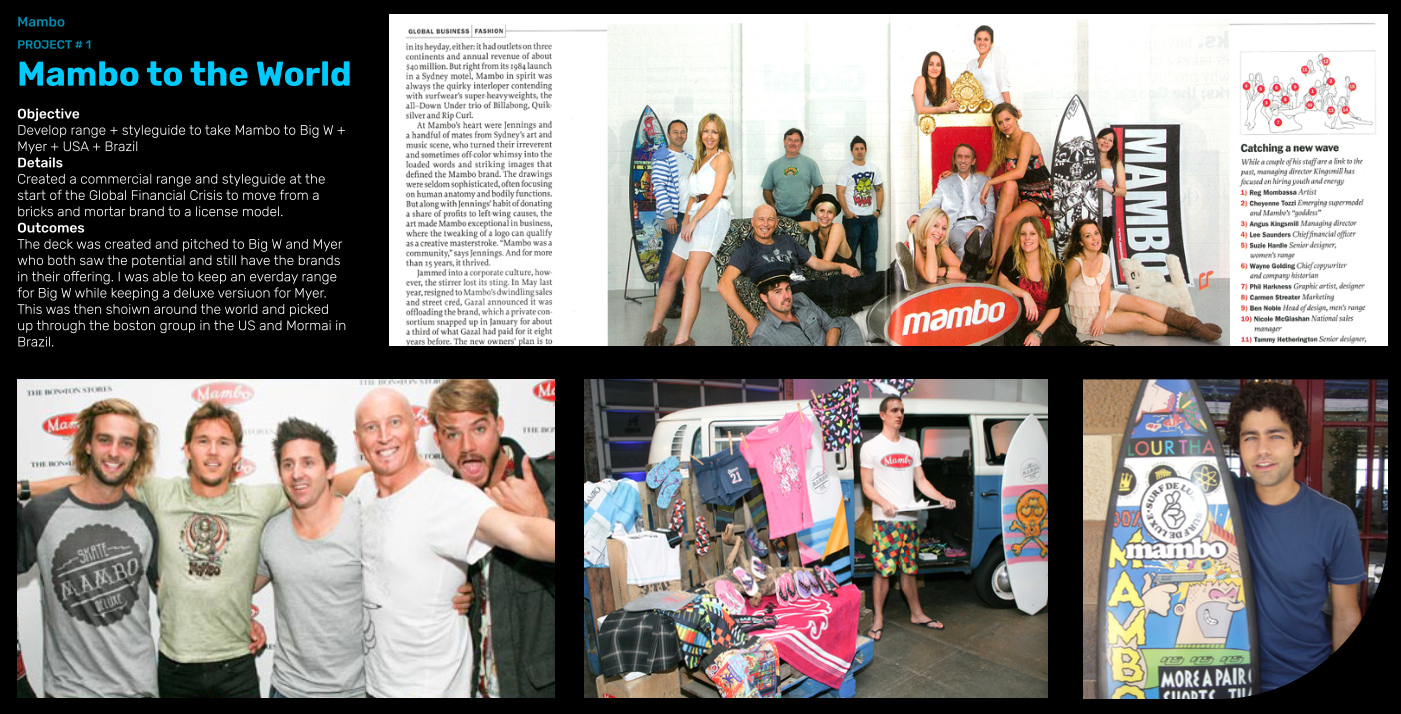 Mambo
PROJECT # 1
Mambo to the World
Objective
Develop range + styleguide to take Mambo to Big W +
Myer + USA + Brazil
Details
Created a commercial range and styleguide at the
start of the Global Financial Crisis to move from a
bricks and mortar brand to a license model.
Outcomes
The deck was created and pitched to Big W and Myer
who both saw the potential and still have the brands
in their offering. I was able to keep an everday range
for Big W while keeping a deluxe versiuon for Myer.
This was then shoiwn around the world and picked
up through the boston group in the US and Mormai in
Brazil.
GLOBAL BUSINESS | FASHION
in its heyday, either: it had outlets on three
continents and annual revenue of about
$40 million. But right from its 1984 launch
in a Sydney motel, Mambo in spirit was
always the quirky interloper contending
with surfwear's super-heavyweights, the
all-Down Under trio of Billabong, Quik-
silver and Rip Curl.
At Mambo's heart were Jennings and
a handful of mates from Sydney's art and
music scene, who turned their irreverent
and sometimes off-color whimsy into the
loaded words and striking images that
defined the Mambo brand. The drawings
were seldom sophisticated, often focusing
on human anatomy and bodily functions.
But along with Jennings' habit of donating
a share of profits to left-wing causes, the
art made Mambo exceptional in business,
where the tweaking of a logo can qualify
as a creative masterstroke. "Mambo was a
community," says Jennings. And for more
than 15 years, it thrived.
Jammed into a corporate culture, how-
ever, the stirrer lost its sting. In May last
year, resigned to Mambo's dwindling sales
and street cred, Gazal announced it was
offloading the brand, which a private con-
sortium snapped up in January for about
a third of what Gazal had paid for it eight
years before. The new owners' plan is to
MAMBO
mambo
Catching a new wave
While a couple of his staff are a link to the
past, managing director Kingsmill has
focused on hiring youth and energy
1) Reg Mombassa Artist
2) Cheyenne Tozzi Emerging supermodel
and Mambo's "goddess"
3) Angus Kingsmill Managing director
4) Lee Saunders Chief financial officer
5) Suzie Hardie Senior designer,
women's range
6) Wayne Golding Chief copywriter
and company historian
7) Phil Harkness Graphic artist, designer
8) Carmen Streater Marketing
9) Ben Noble Head of design, men's range
10) Nicole McGlashan National sales
manager
11) Tammy Hetherington Senior designer,
THE BON•TON STORES
Mambo
SKATE
MAMBO
DELUXE
Mambo
21
Mambo
LOUR THA
SURF DE LUXE
SURF DE LU
mambo
MAMBO
MORE A PAIR
SHORTS, TH